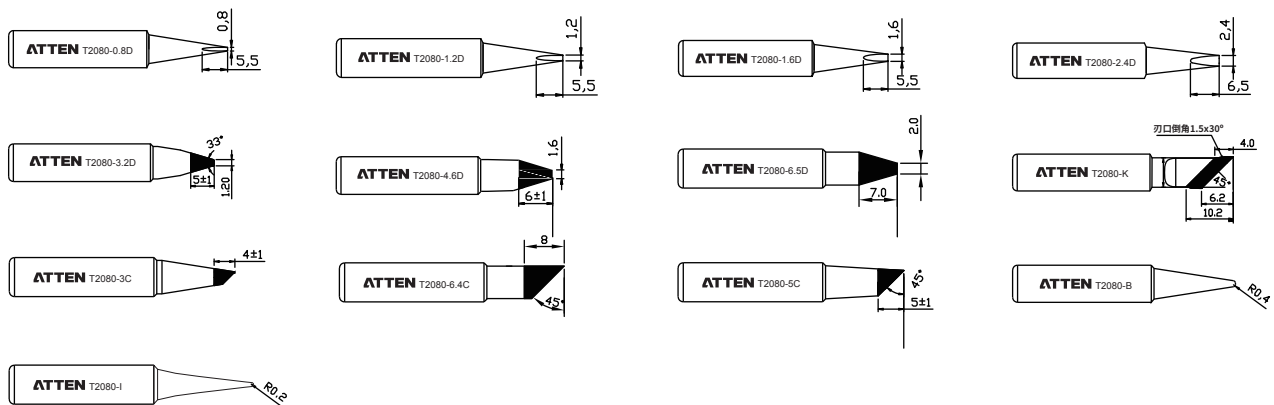 0,8
ATTEN T2080-0.8D
5,5
1,2
ATTEN T2080-1.2D
5,5
1,6
ATTEN T2080-1.6D
5,5
2,4
ATTEN T2080-2.4D
6,5
33°
ATTEN T2080-3.2D
5±1
1.20
1,6
ATTEN T2080-4.6D
6±1
2.0
ATTEN T2080-6.5D
7.0
刃口倒角1.5x30°
4.0
ATTEN T2080-K
45°
6.2
10.2
4±1
ATTEN T2080-3C
8
ATTEN T2080-6.4C
45°
ATTEN T2080-5C
45°
5±1
ATTEN T2080-B
R0,4
ATTEN T2080-I
R0,2